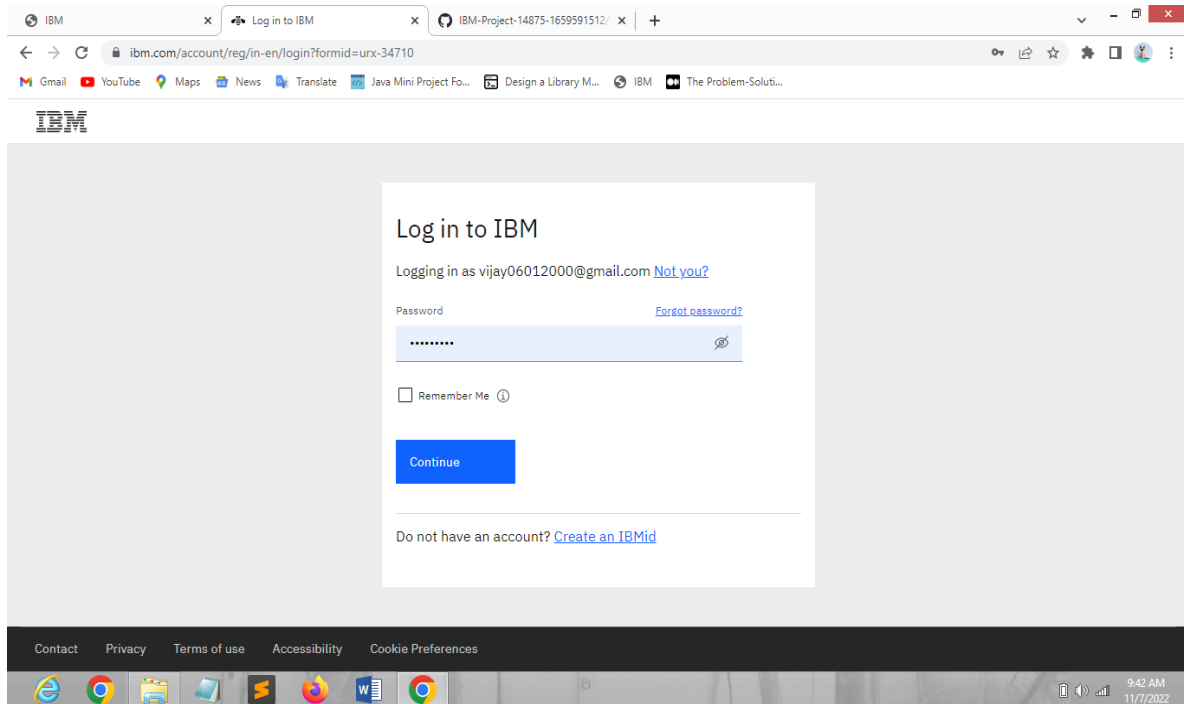 IBM
Log in to IBM
IBM-Project-14875-1659591512/
ibm.com/account/reg/in-en/login?formid=urx-34710
Gmail YouTube Maps News Translate Java Mini Project Fo... Design a Library M... IBM The Problem-Soluti...
IBM
Log in to IBM
Logging in as vijay06012000@gmail.com Not you?
Password Forgot password?
•••••••••
Remember Me
Continue
Do not have an account? Create an IBMid
Contact Privacy Terms of use Accessibility Cookie Preferences
9:42 AM
11/7/2022